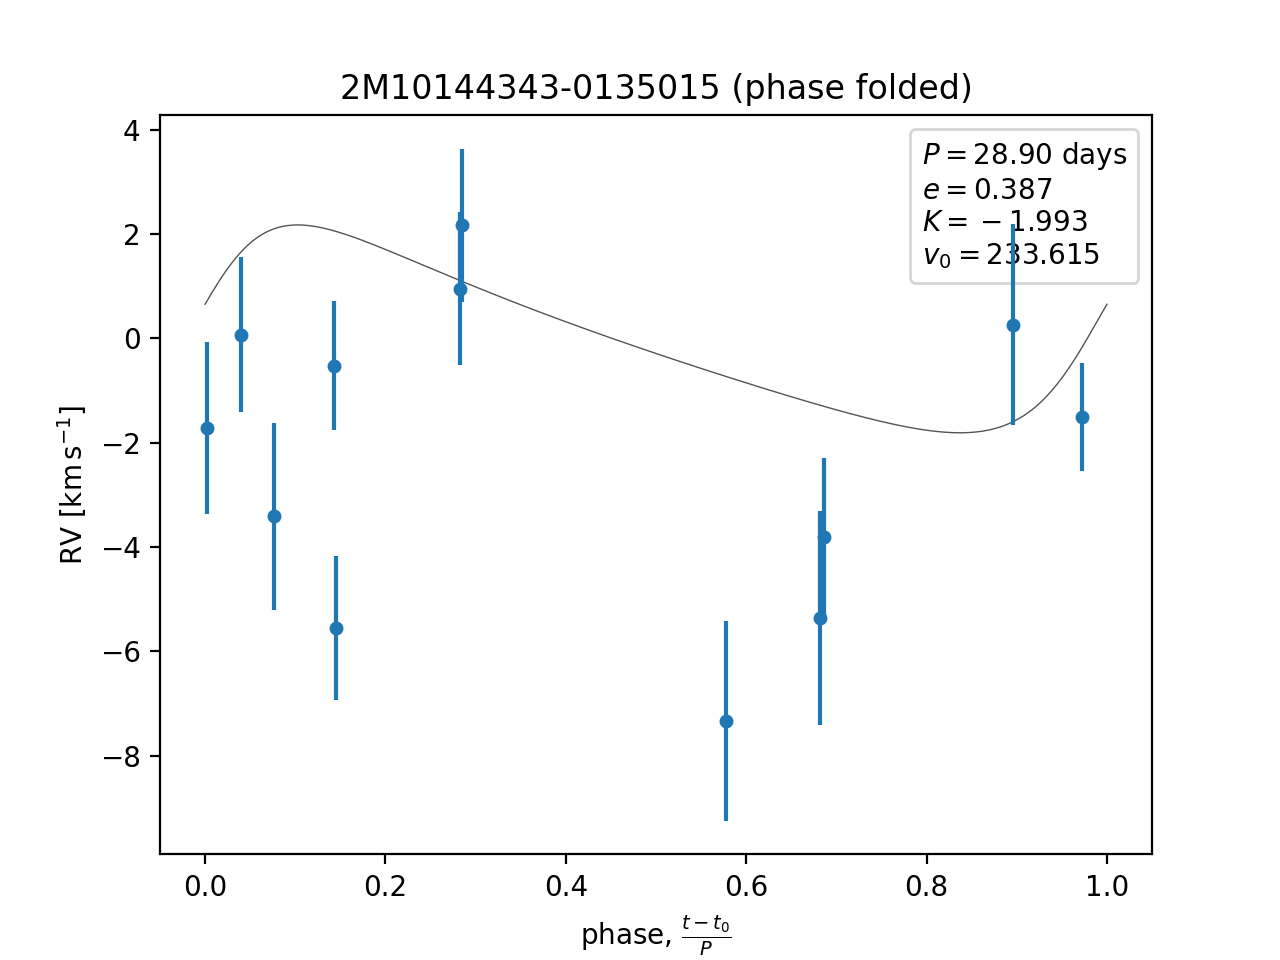 2M10144343-0135015 (phase folded)
P = 28.90 days
e = 0.387
K = −1.993
v₀ = 233.615
4
2
0
−2
−4
−6
−8
RV [km s⁻¹]
0.0 0.2 0.4 0.6 0.8 1.0
phase, (t − t₀)/P